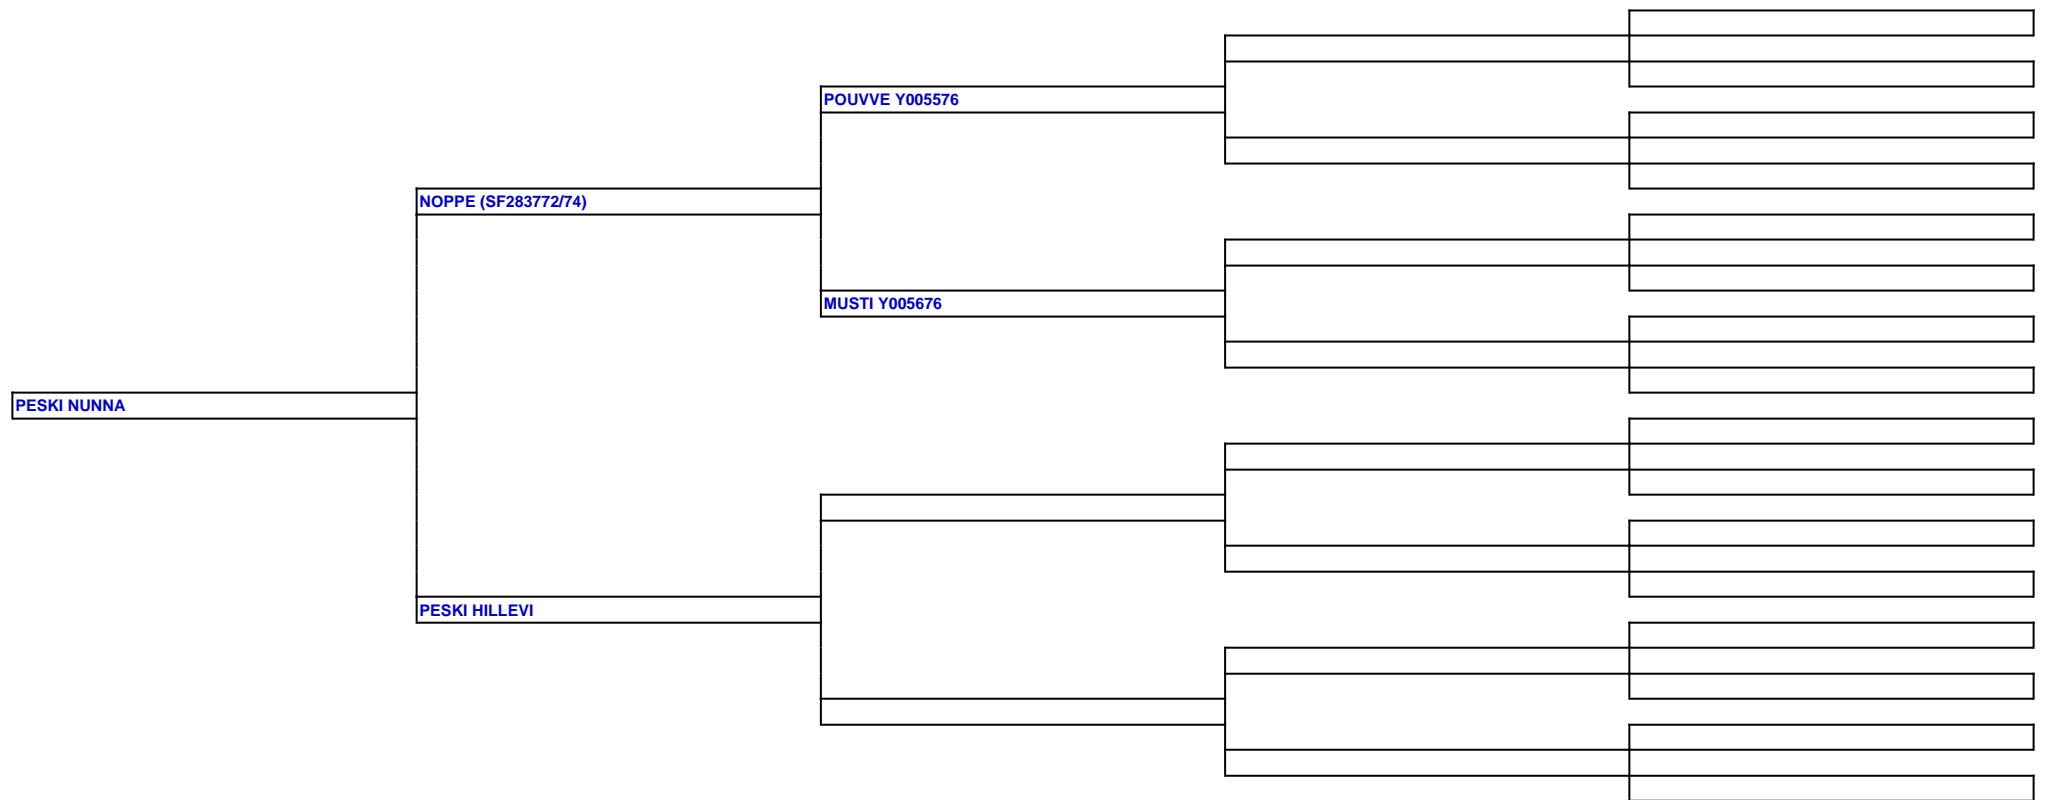 POUVVE Y005576
NOPPE (SF283772/74)
MUSTI Y005676
PESKI NUNNA
PESKI HILLEVI